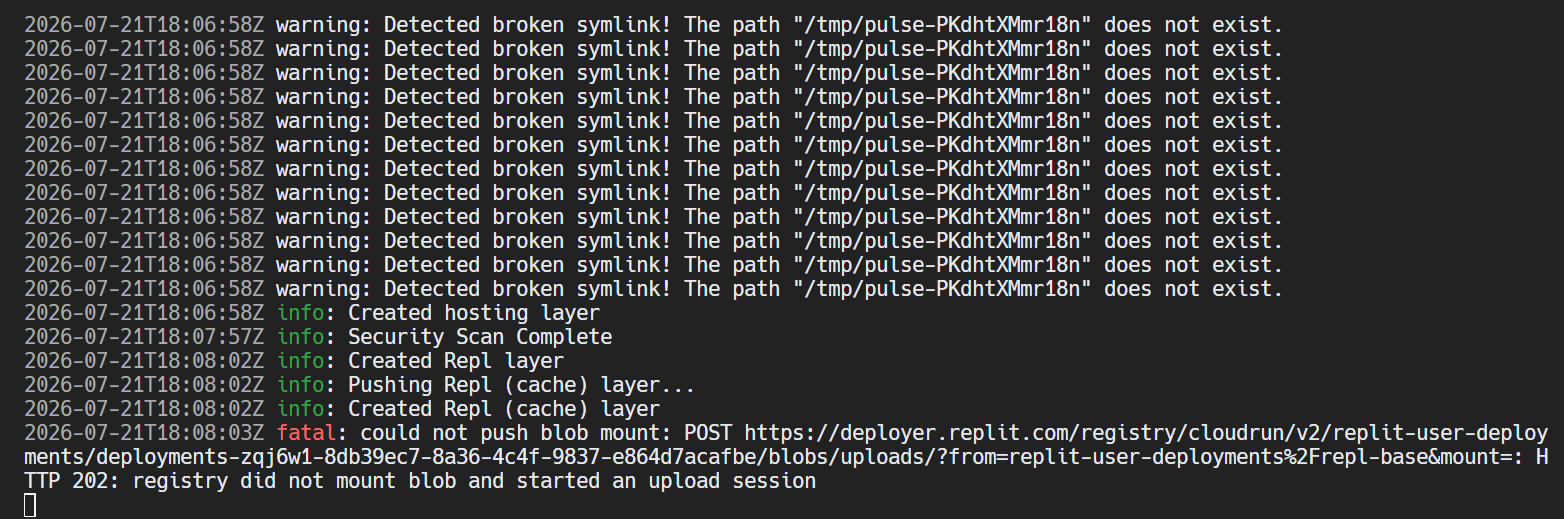 2026-07-21T18:06:58Z warning: Detected broken symlink! The path "/tmp/pulse-PKdhtXMmr18n" does not exist.
2026-07-21T18:06:58Z warning: Detected broken symlink! The path "/tmp/pulse-PKdhtXMmr18n" does not exist.
2026-07-21T18:06:58Z warning: Detected broken symlink! The path "/tmp/pulse-PKdhtXMmr18n" does not exist.
2026-07-21T18:06:58Z warning: Detected broken symlink! The path "/tmp/pulse-PKdhtXMmr18n" does not exist.
2026-07-21T18:06:58Z warning: Detected broken symlink! The path "/tmp/pulse-PKdhtXMmr18n" does not exist.
2026-07-21T18:06:58Z warning: Detected broken symlink! The path "/tmp/pulse-PKdhtXMmr18n" does not exist.
2026-07-21T18:06:58Z warning: Detected broken symlink! The path "/tmp/pulse-PKdhtXMmr18n" does not exist.
2026-07-21T18:06:58Z warning: Detected broken symlink! The path "/tmp/pulse-PKdhtXMmr18n" does not exist.
2026-07-21T18:06:58Z warning: Detected broken symlink! The path "/tmp/pulse-PKdhtXMmr18n" does not exist.
2026-07-21T18:06:58Z warning: Detected broken symlink! The path "/tmp/pulse-PKdhtXMmr18n" does not exist.
2026-07-21T18:06:58Z warning: Detected broken symlink! The path "/tmp/pulse-PKdhtXMmr18n" does not exist.
2026-07-21T18:06:58Z warning: Detected broken symlink! The path "/tmp/pulse-PKdhtXMmr18n" does not exist.
2026-07-21T18:06:58Z info: Created hosting layer
2026-07-21T18:07:57Z info: Security Scan Complete
2026-07-21T18:08:02Z info: Created Repl layer
2026-07-21T18:08:02Z info: Pushing Repl (cache) layer...
2026-07-21T18:08:02Z info: Created Repl (cache) layer
2026-07-21T18:08:03Z fatal: could not push blob mount: POST https://deployer.replit.com/registry/cloudrun/v2/replit-user-deploy
ments/deployments-zqj6w1-8db39ec7-8a36-4c4f-9837-e864d7acafbe/blobs/uploads/?from=replit-user-deployments%2Frepl-base&mount=: H
TTP 202: registry did not mount blob and started an upload session